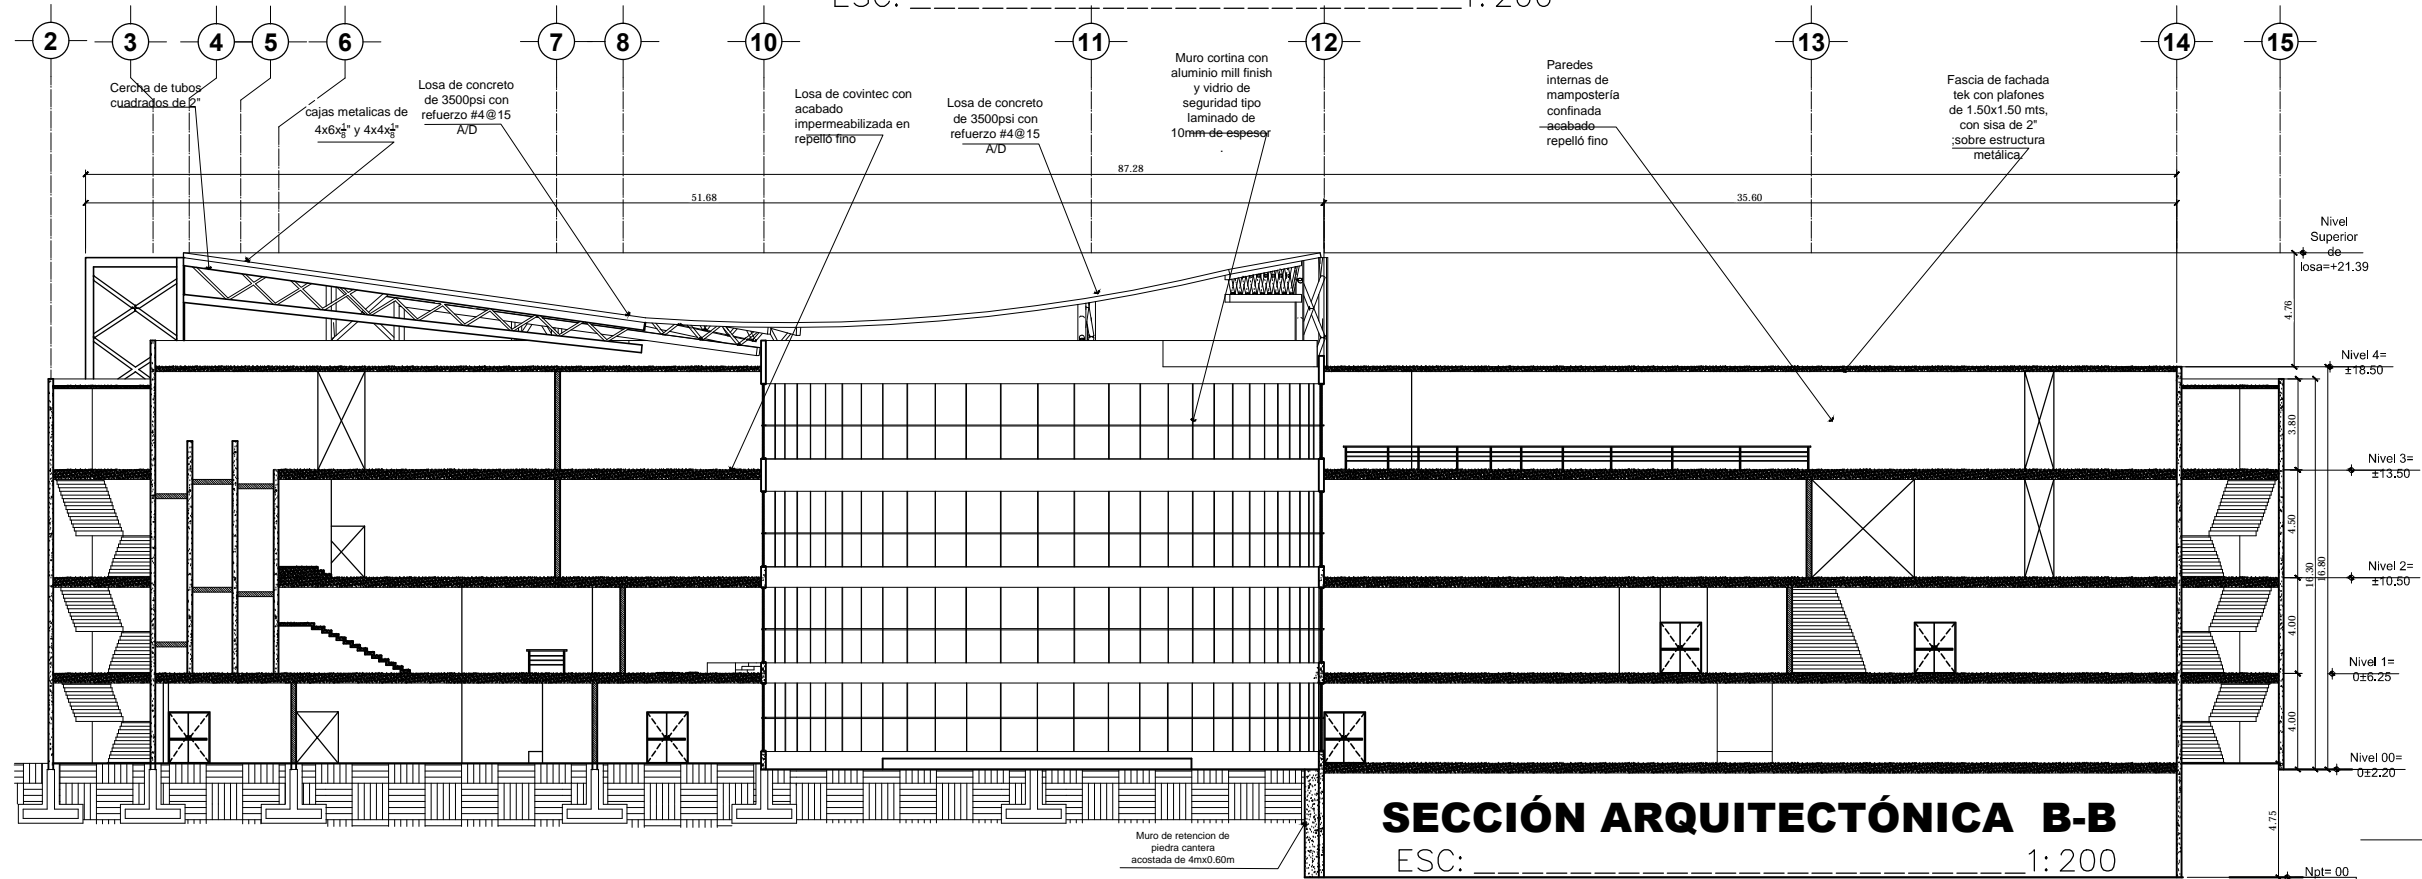 ESC: ____________________________1: 200
2 3 4 5 6 7 8 10 11 12 13 14 15
Cercha de tubos
cuadrados de 2"
cajas metalicas de
4x6x1/8" y 4x4x1/8"
Losa de concreto
de 3500psi con
refuerzo #4@15
A/D
Losa de covintec con
acabado
impermeabilizada en
repelló fino
Losa de concreto
de 3500psi con
refuerzo #4@15
A/D
Muro cortina con
aluminio mill finish
y vidrio de
seguridad tipo
laminado de
10mm de espesor
.
Paredes
internas de
mampostería
confinada
acabado
repelló fino
Fascia de fachada
tek con plafones
de 1.50x1.50 mts,
con sisa de 2"
;sobre estructura
metálica.
87.28
51.68
35.60
Nivel
Superior
de
losa=+21.39
4.76
Nivel 4=
±18.50
3.80
Nivel 3=
±13.50
4.50
16.30
16.80
Nivel 2=
±10.50
4.00
Nivel 1=
0±6.25
4.00
Nivel 00=
0±2.20
4.75
Npt= 00
Muro de retencion de
piedra cantera
acostada de 4mx0.60m
SECCIÓN ARQUITECTÓNICA B-B
ESC: ____________________________1: 200